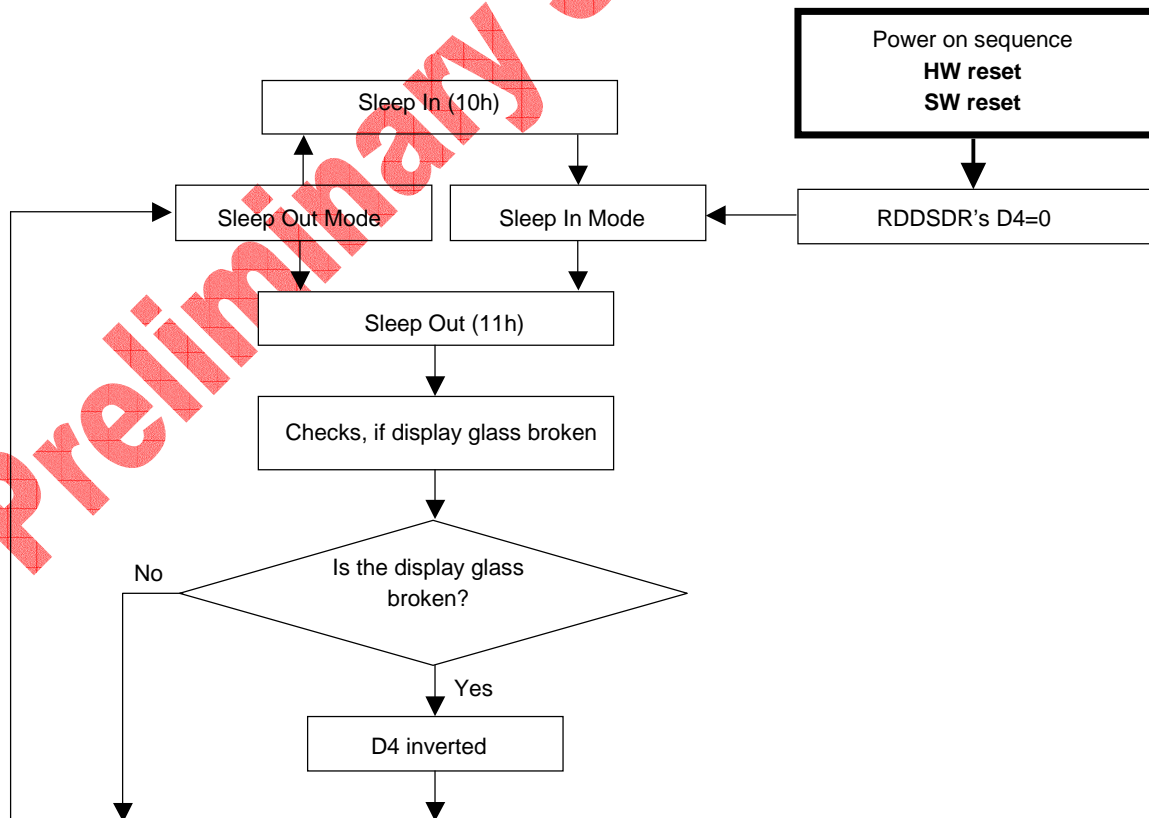 Power on sequence
HW reset
SW reset
Sleep In (10h)
Sleep Out Mode
Sleep In Mode
RDDSDR's D4=0
Sleep Out (11h)
Checks, if display glass broken
Is the display glass
broken?
No
Yes
D4 inverted
Preliminary